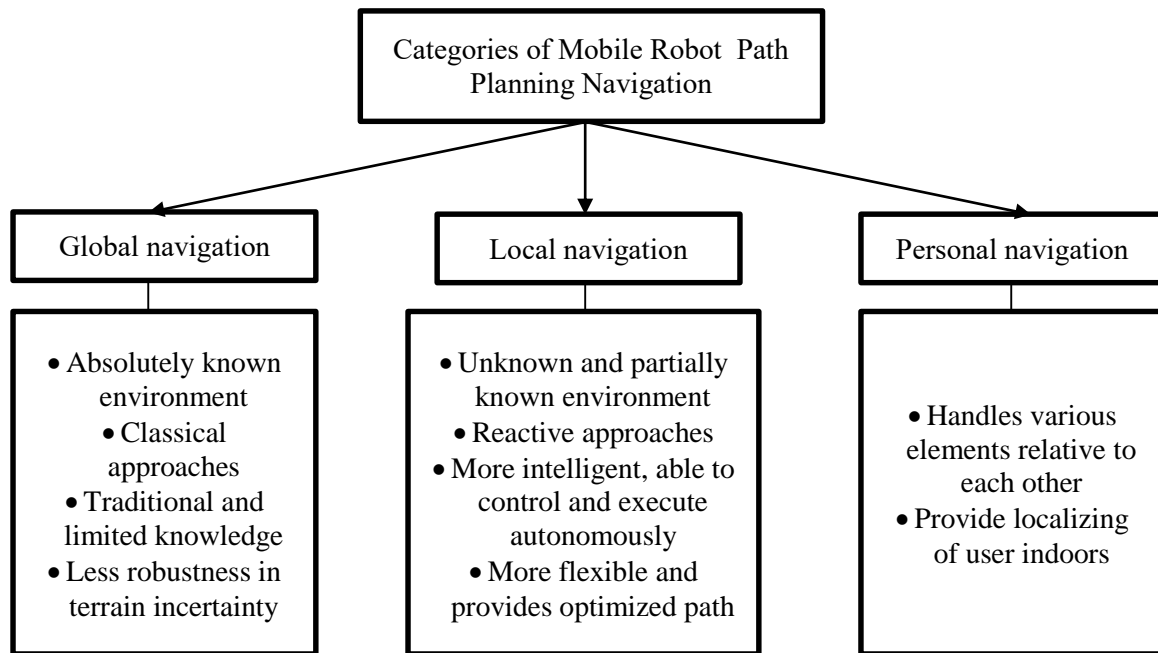 Categories of Mobile Robot Path
Planning Navigation
Global navigation
Local navigation
Personal navigation
• Absolutely known
environment
• Classical
approaches
• Traditional and
limited knowledge
• Less robustness in
terrain incertainty
• Unknown and partially
known environment
• Reactive approaches
• More intelligent, able to
control and execute
autonomously
• More flexible and
provides optimized path
• Handles various
elements relative to
each other
• Provide localizing
of user indoors